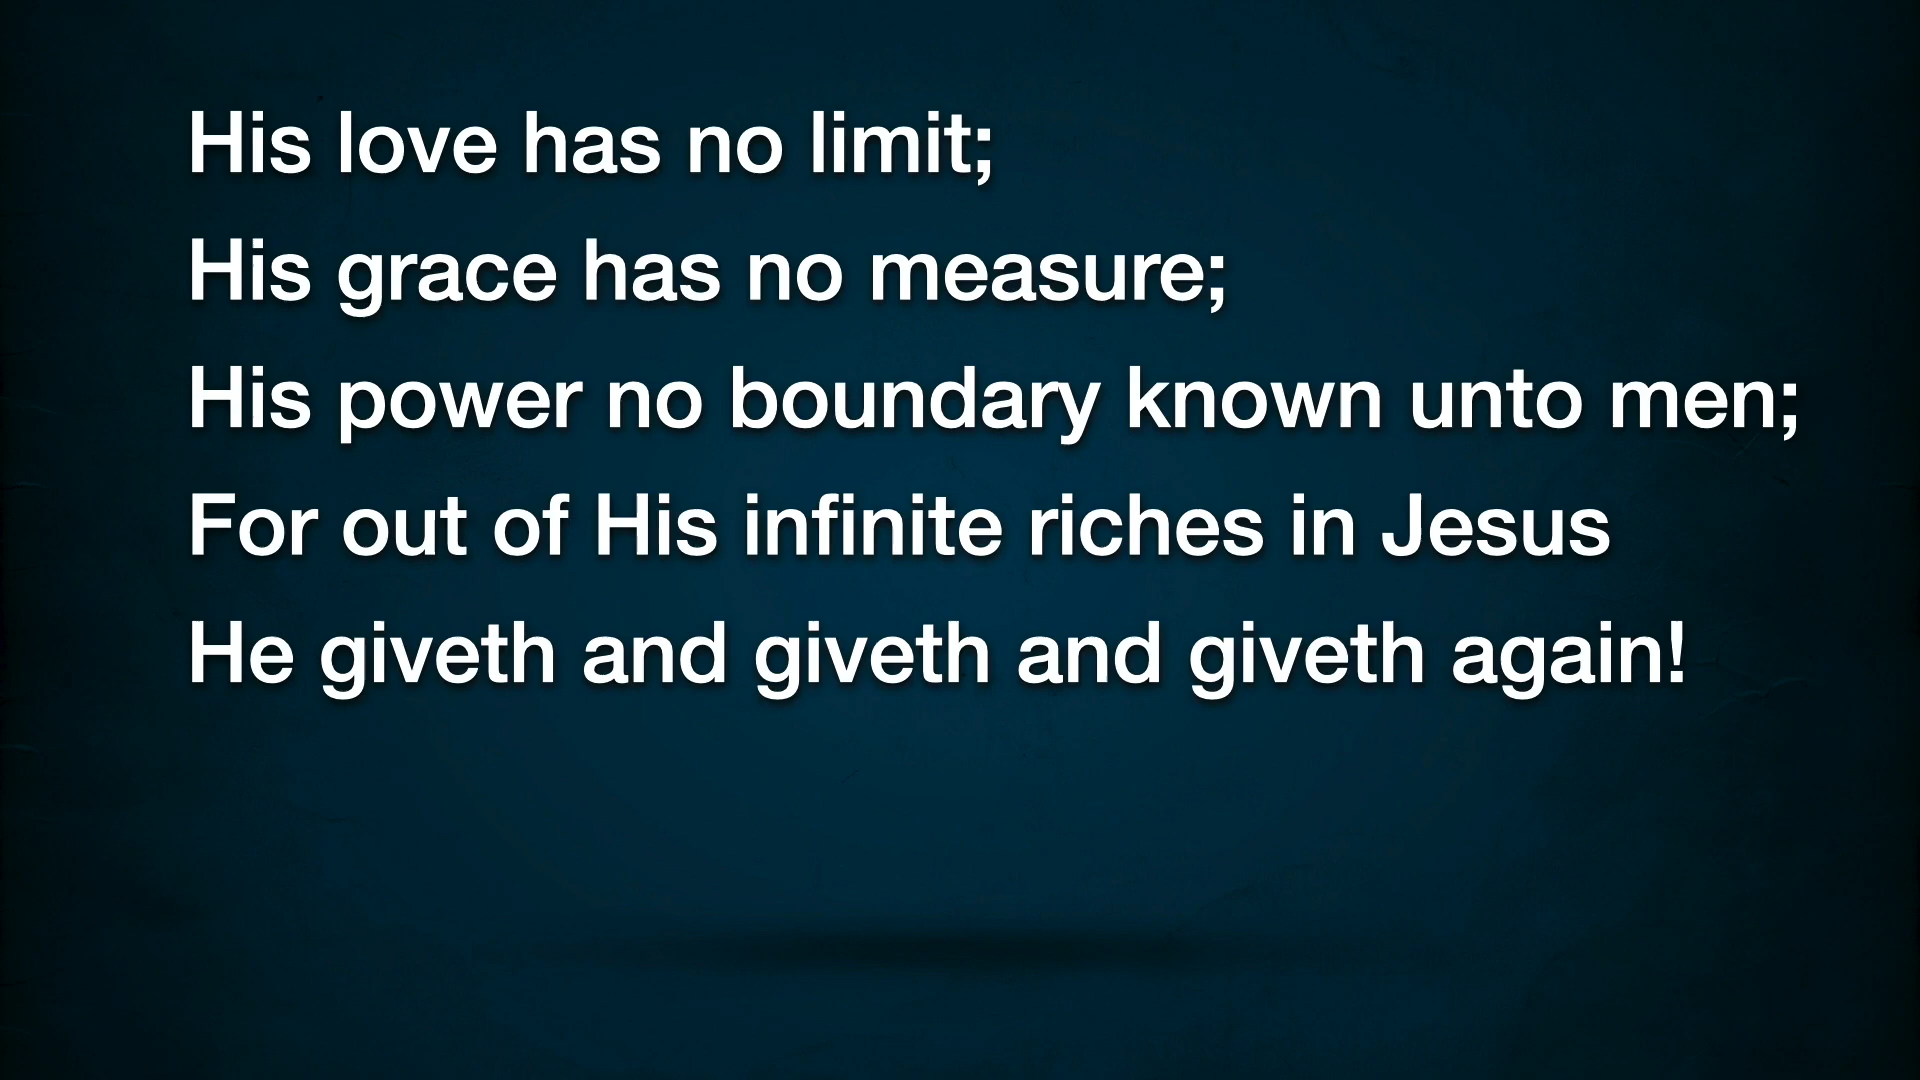 His love has no limit;
His grace has no measure;
His power no boundary known unto men;
For out of His infinite riches in Jesus
He giveth and giveth and giveth again!